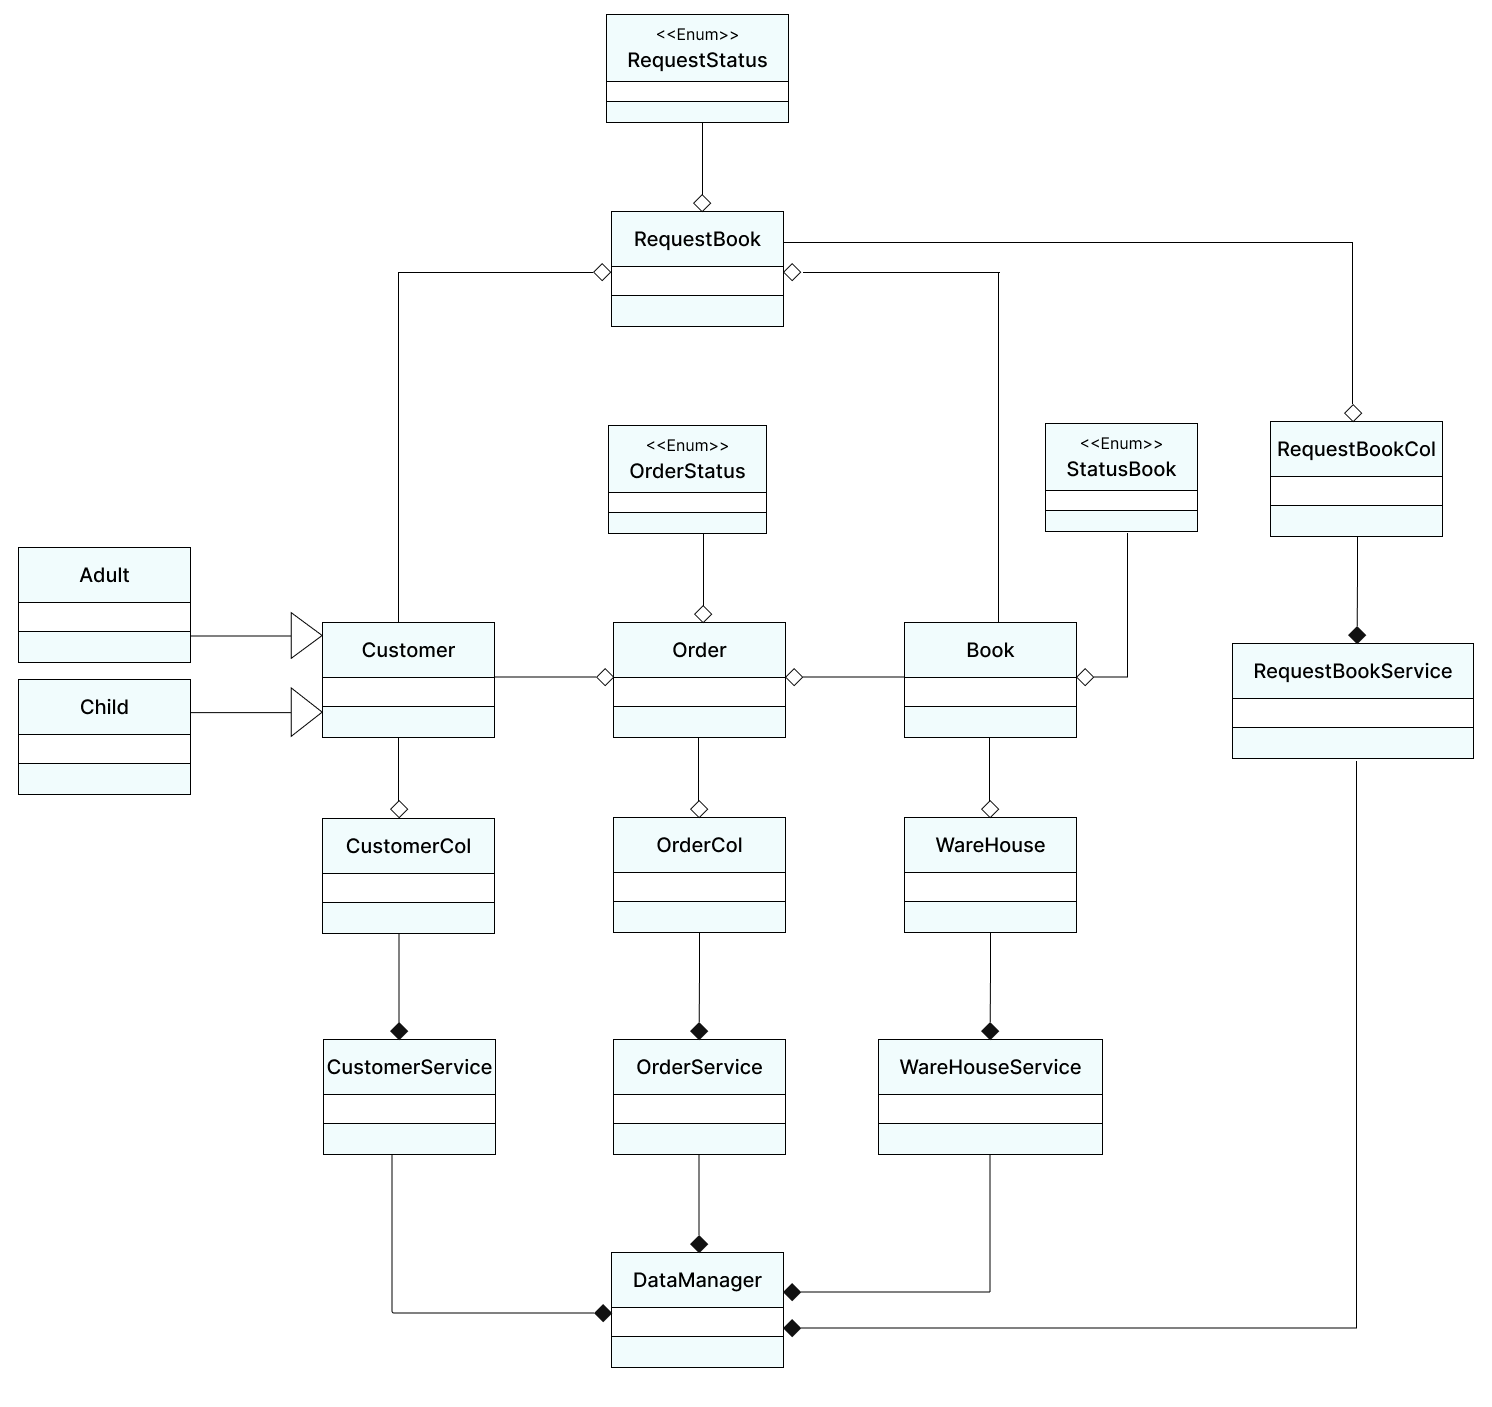 <<Enum>>
RequestStatus
RequestBook
<<Enum>>
OrderStatus
<<Enum>>
StatusBook
RequestBookCol
Adult
Customer
Order
Book
RequestBookService
Child
CustomerCol
OrderCol
WareHouse
CustomerService
OrderService
WareHouseService
DataManager